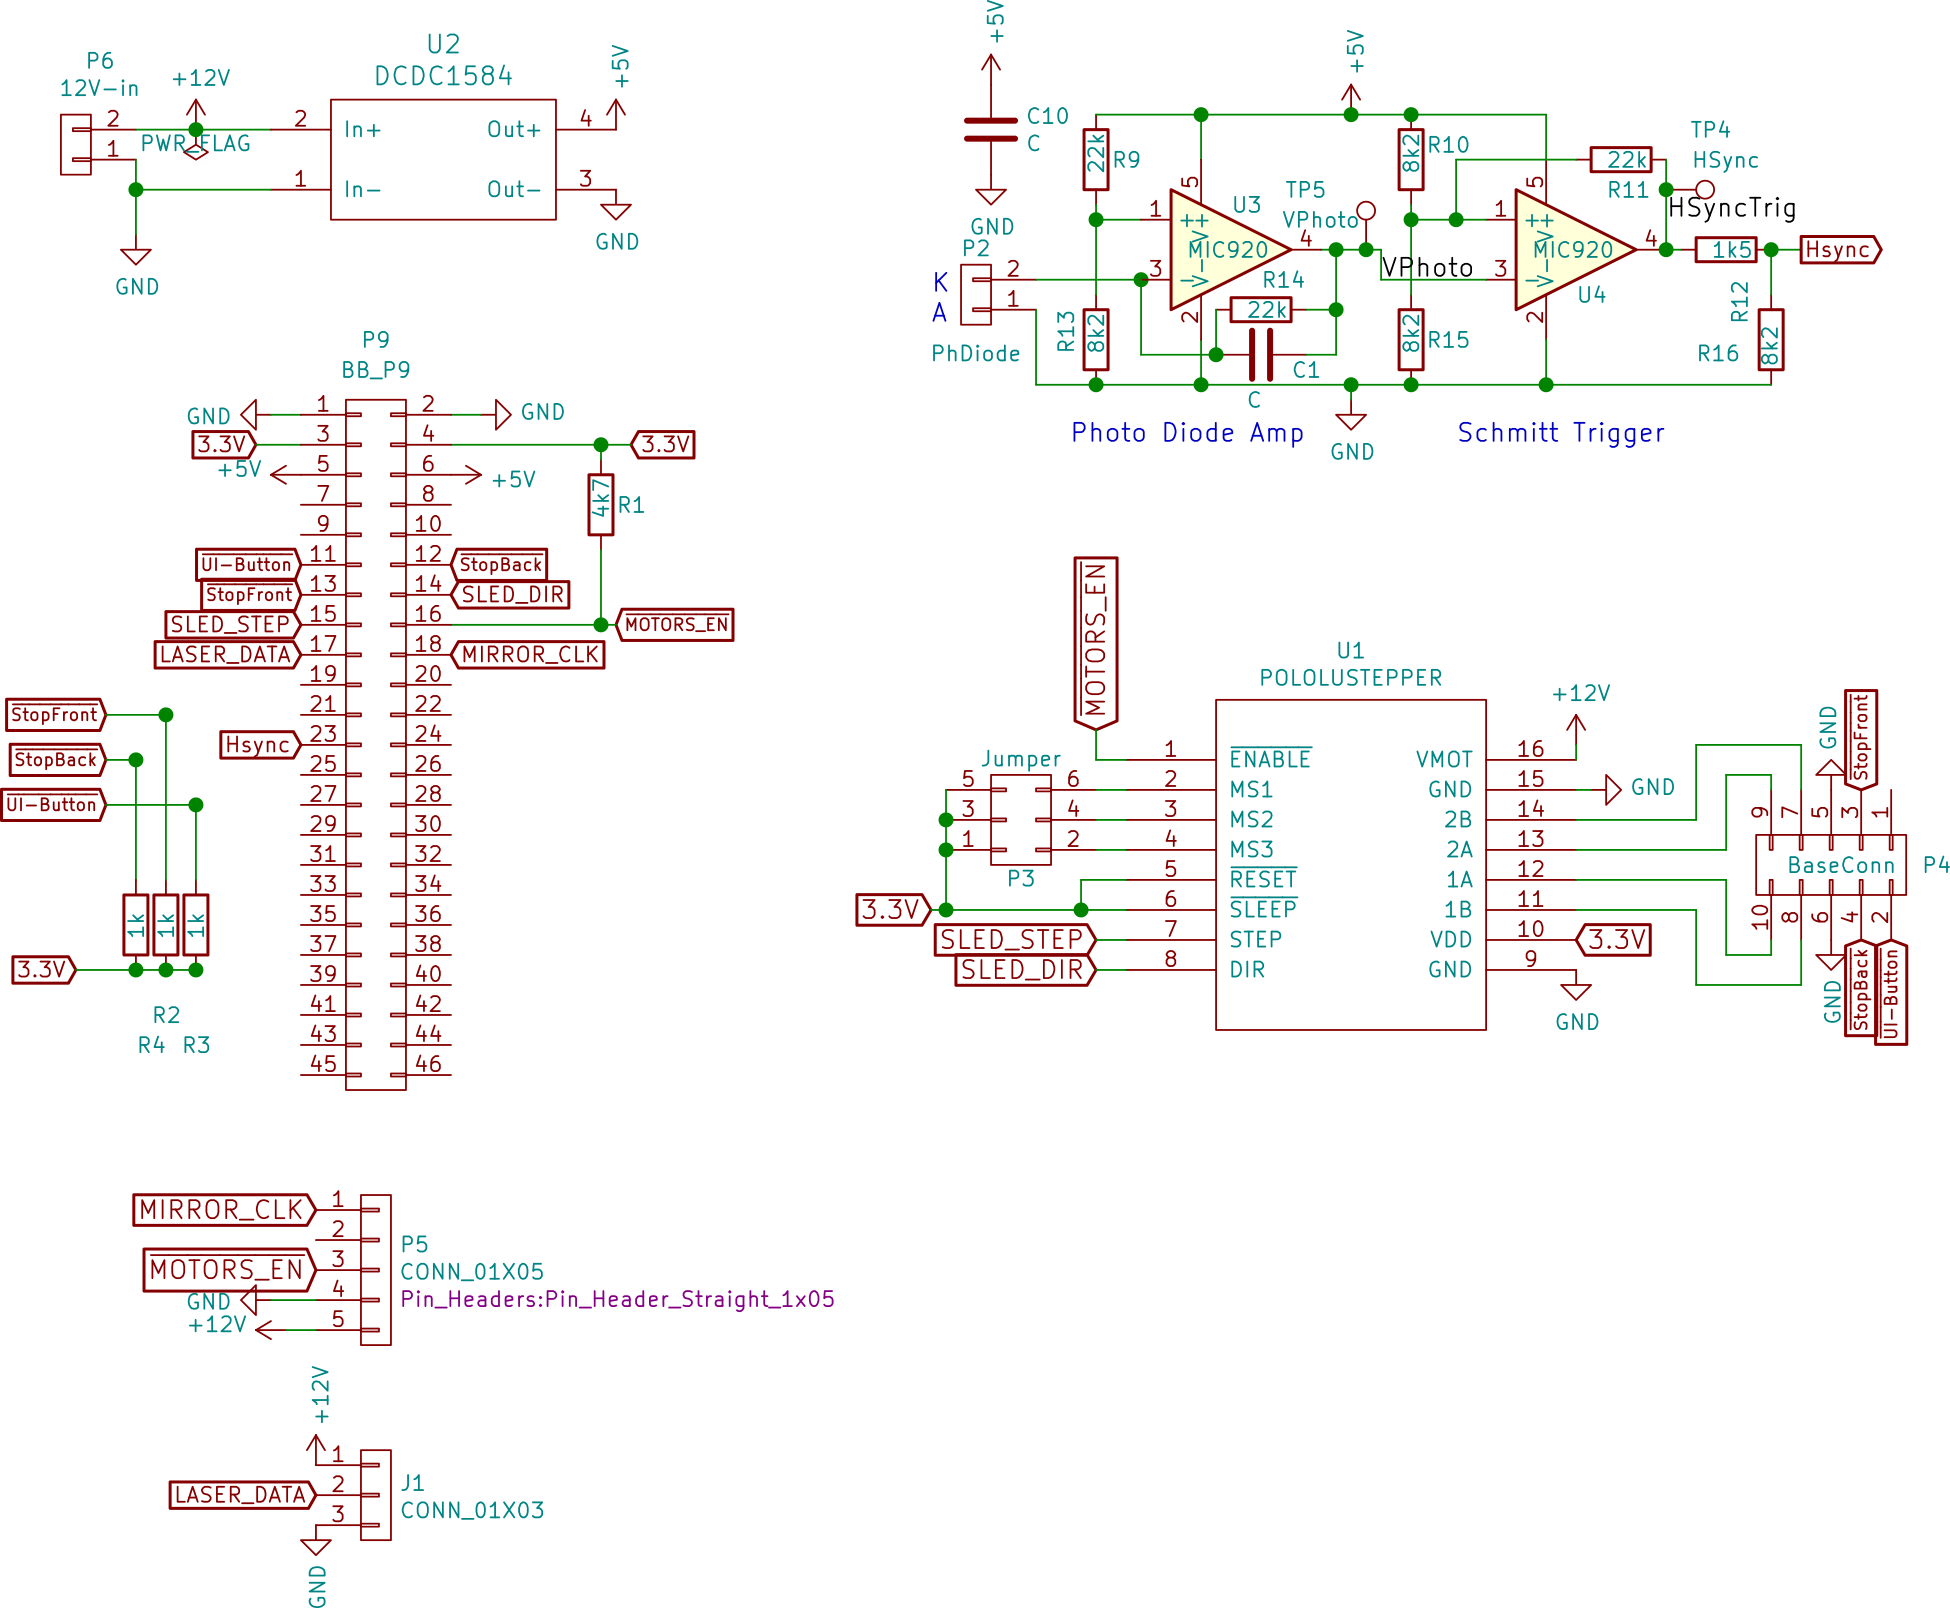 P6
12V-in
2
1
+12V
PWR_FLAG
GND
U2
DCDC1584
2 In+ Out+ 4
1 In- Out- 3
+5V
GND
+5V
C10
C
GND
P2
K 2
A 1
PhDiode
+5V
22k R9
R13 8k2
U3
MIC920
1 + V+ 5
3 - V- 2
4
TP5
VPhoto
R14
22k
C1
C
VPhoto
8k2 R10
8k2 R15
22k
R11
U4
MIC920
1 + V+ 5
3 - V- 2
4
TP4
HSync
HSyncTrig
1k5
R12
R16 8k2
Hsync
GND
Photo Diode Amp
Schmitt Trigger
P9
BB_P9
GND 1 2 GND
3.3V 3 4 3.3V
+5V 5 6 +5V
7 8
9 10
UI-Button 11 12 StopBack
StopFront 13 14 SLED_DIR
SLED_STEP 15 16 MOTORS_EN
LASER_DATA 17 18 MIRROR_CLK
19 20
21 22
Hsync 23 24
25 26
27 28
29 30
31 32
33 34
35 36
37 38
39 40
41 42
43 44
45 46
4k7 R1
StopFront
StopBack
UI-Button
1k 1k 1k
3.3V
R2
R4 R3
MOTORS_EN
U1
POLOLUSTEPPER
1 ENABLE VMOT 16
2 MS1 GND 15
3 MS2 2B 14
4 MS3 2A 13
5 RESET 1A 12
6 SLEEP 1B 11
7 STEP VDD 10
8 DIR GND 9
Jumper
5 6
3 4
1 2
P3
3.3V
SLED_STEP
SLED_DIR
+12V
GND
3.3V
GND
GND
StopFront
9 7 5 3 1
BaseConn P4
10 8 6 4 2
GND
StopBack
UI-Button
MIRROR_CLK 1
2
MOTORS_EN 3
GND 4
+12V 5
P5
CONN_01X05
Pin_Headers:Pin_Header_Straight_1x05
+12V
1
LASER_DATA 2
3
J1
CONN_01X03
GND